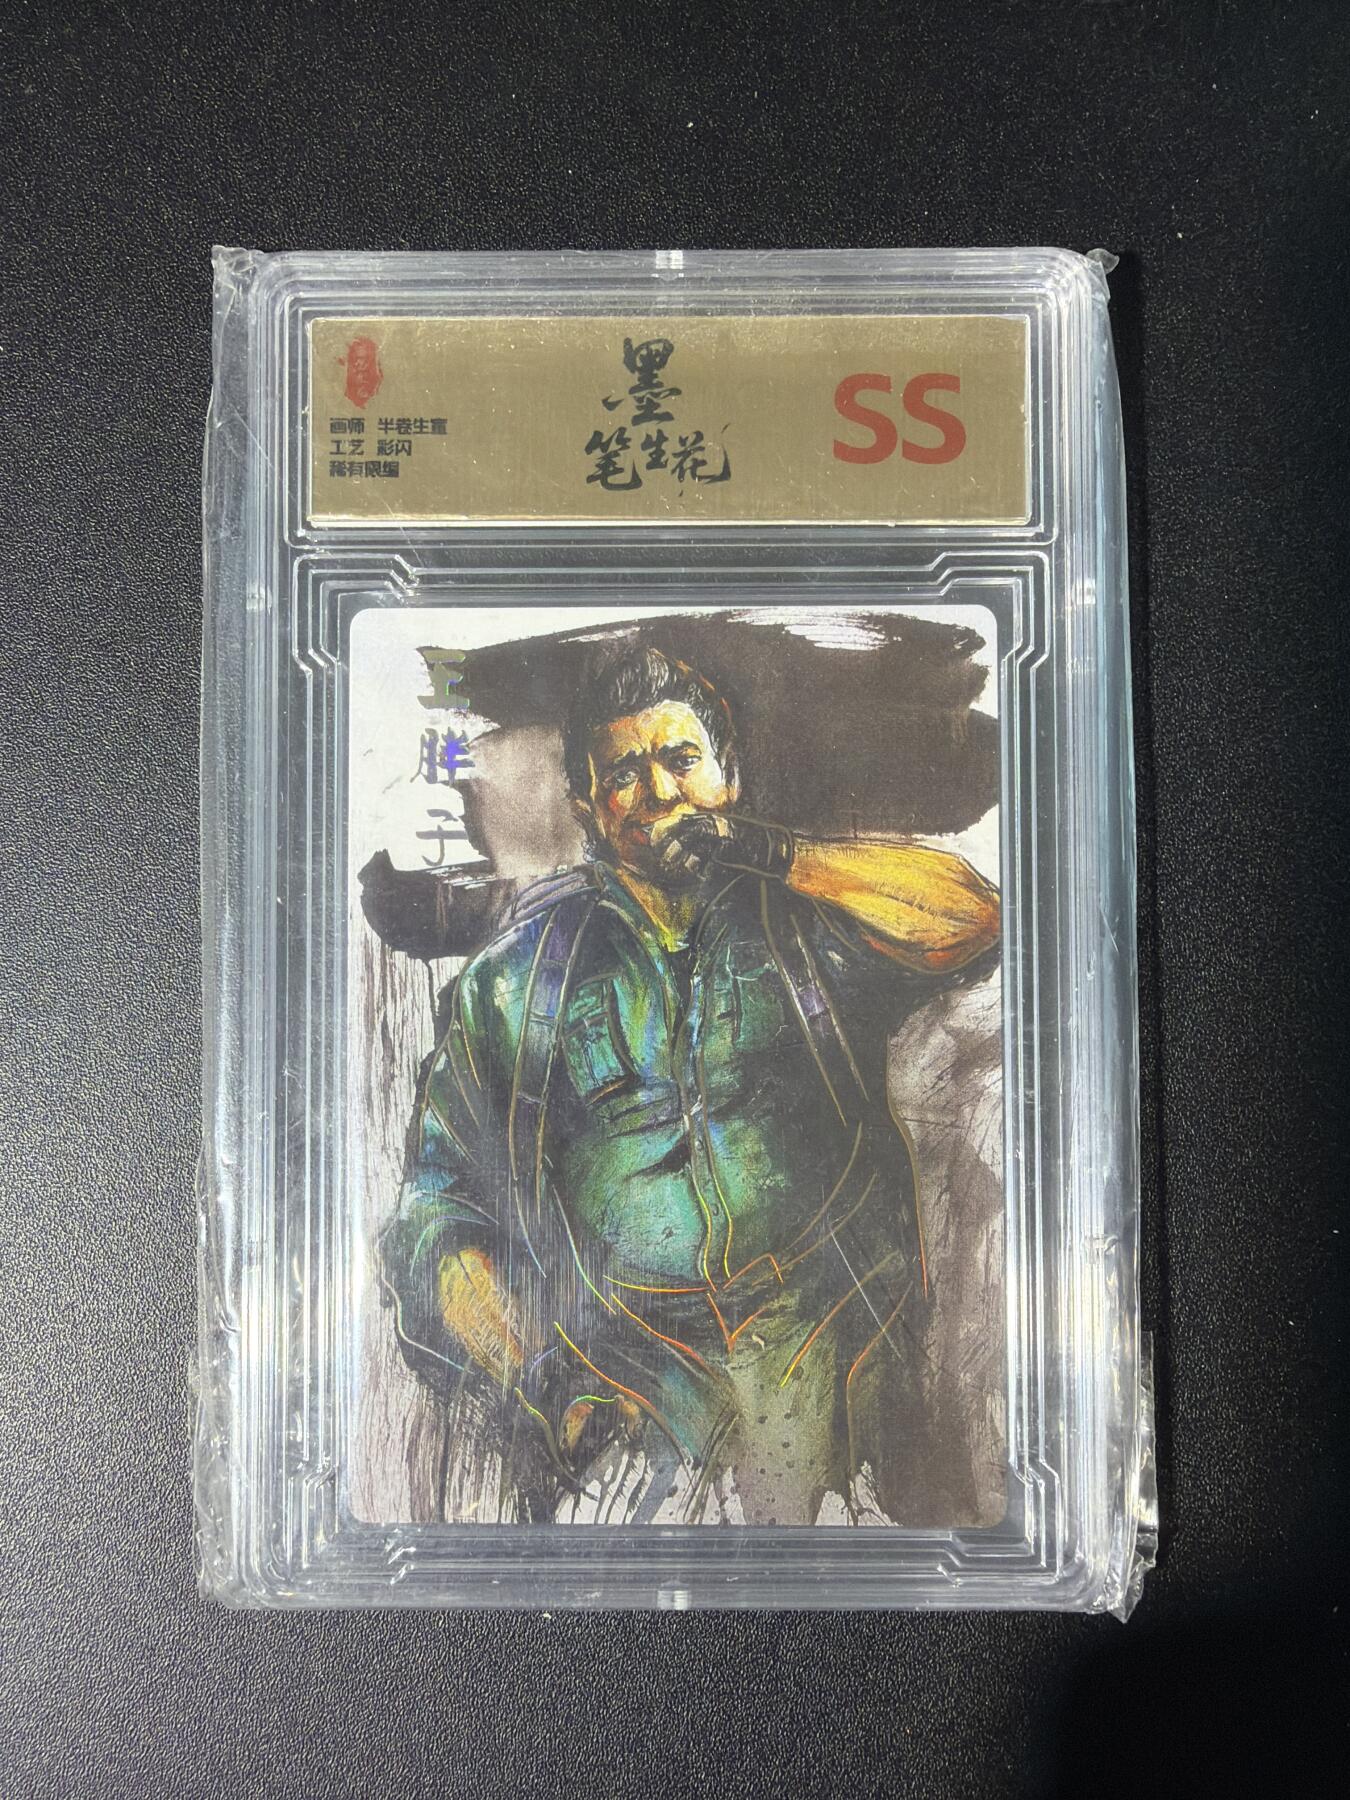 墨
笔生花
SS
画师 半卷生宣
工艺 彩闪
稀有限编
王
胖
子